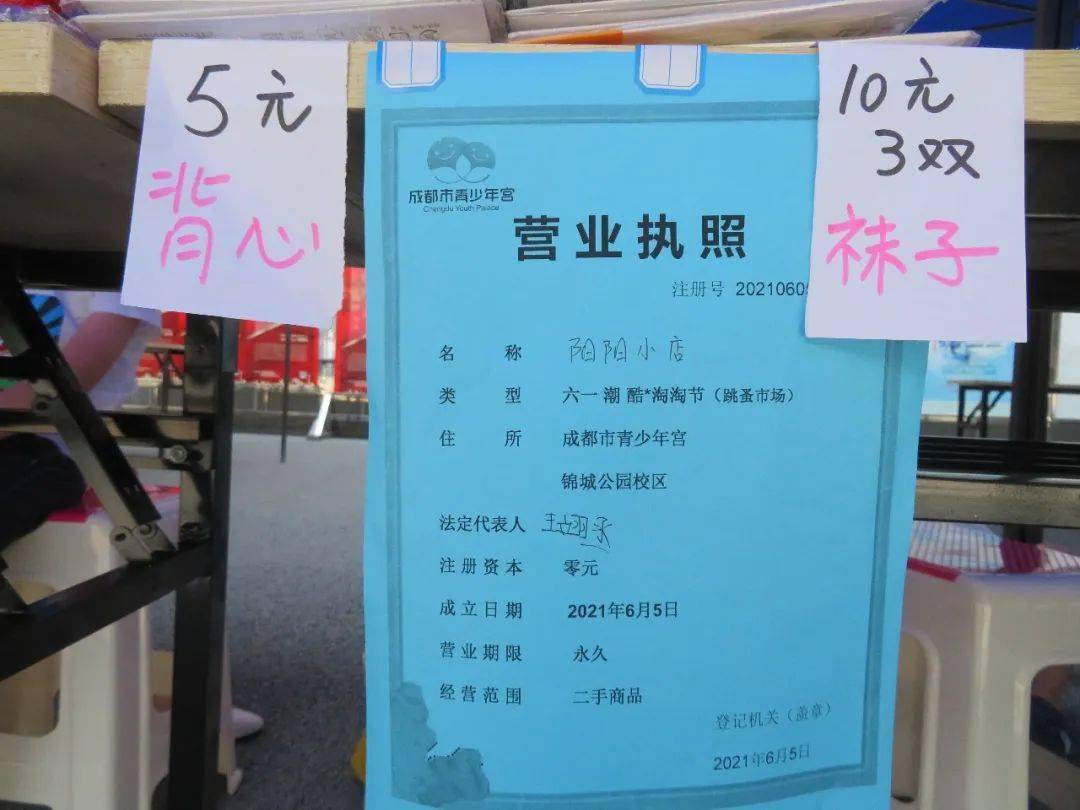 5元
背心
成都市青少年宫
Chengdu Youth Palace
营业执照
注册号 2021060
名称 阳阳小店
类型 六一 潮 酷*淘淘节（跳蚤市场）
住所 成都市青少年宫
锦城公园校区
法定代表人
注册资本 零元
成立日期 2021年6月5日
营业期限 永久
经营范围 二手商品
登记机关（盖章）
2021年6月5日
10元
3双
袜子